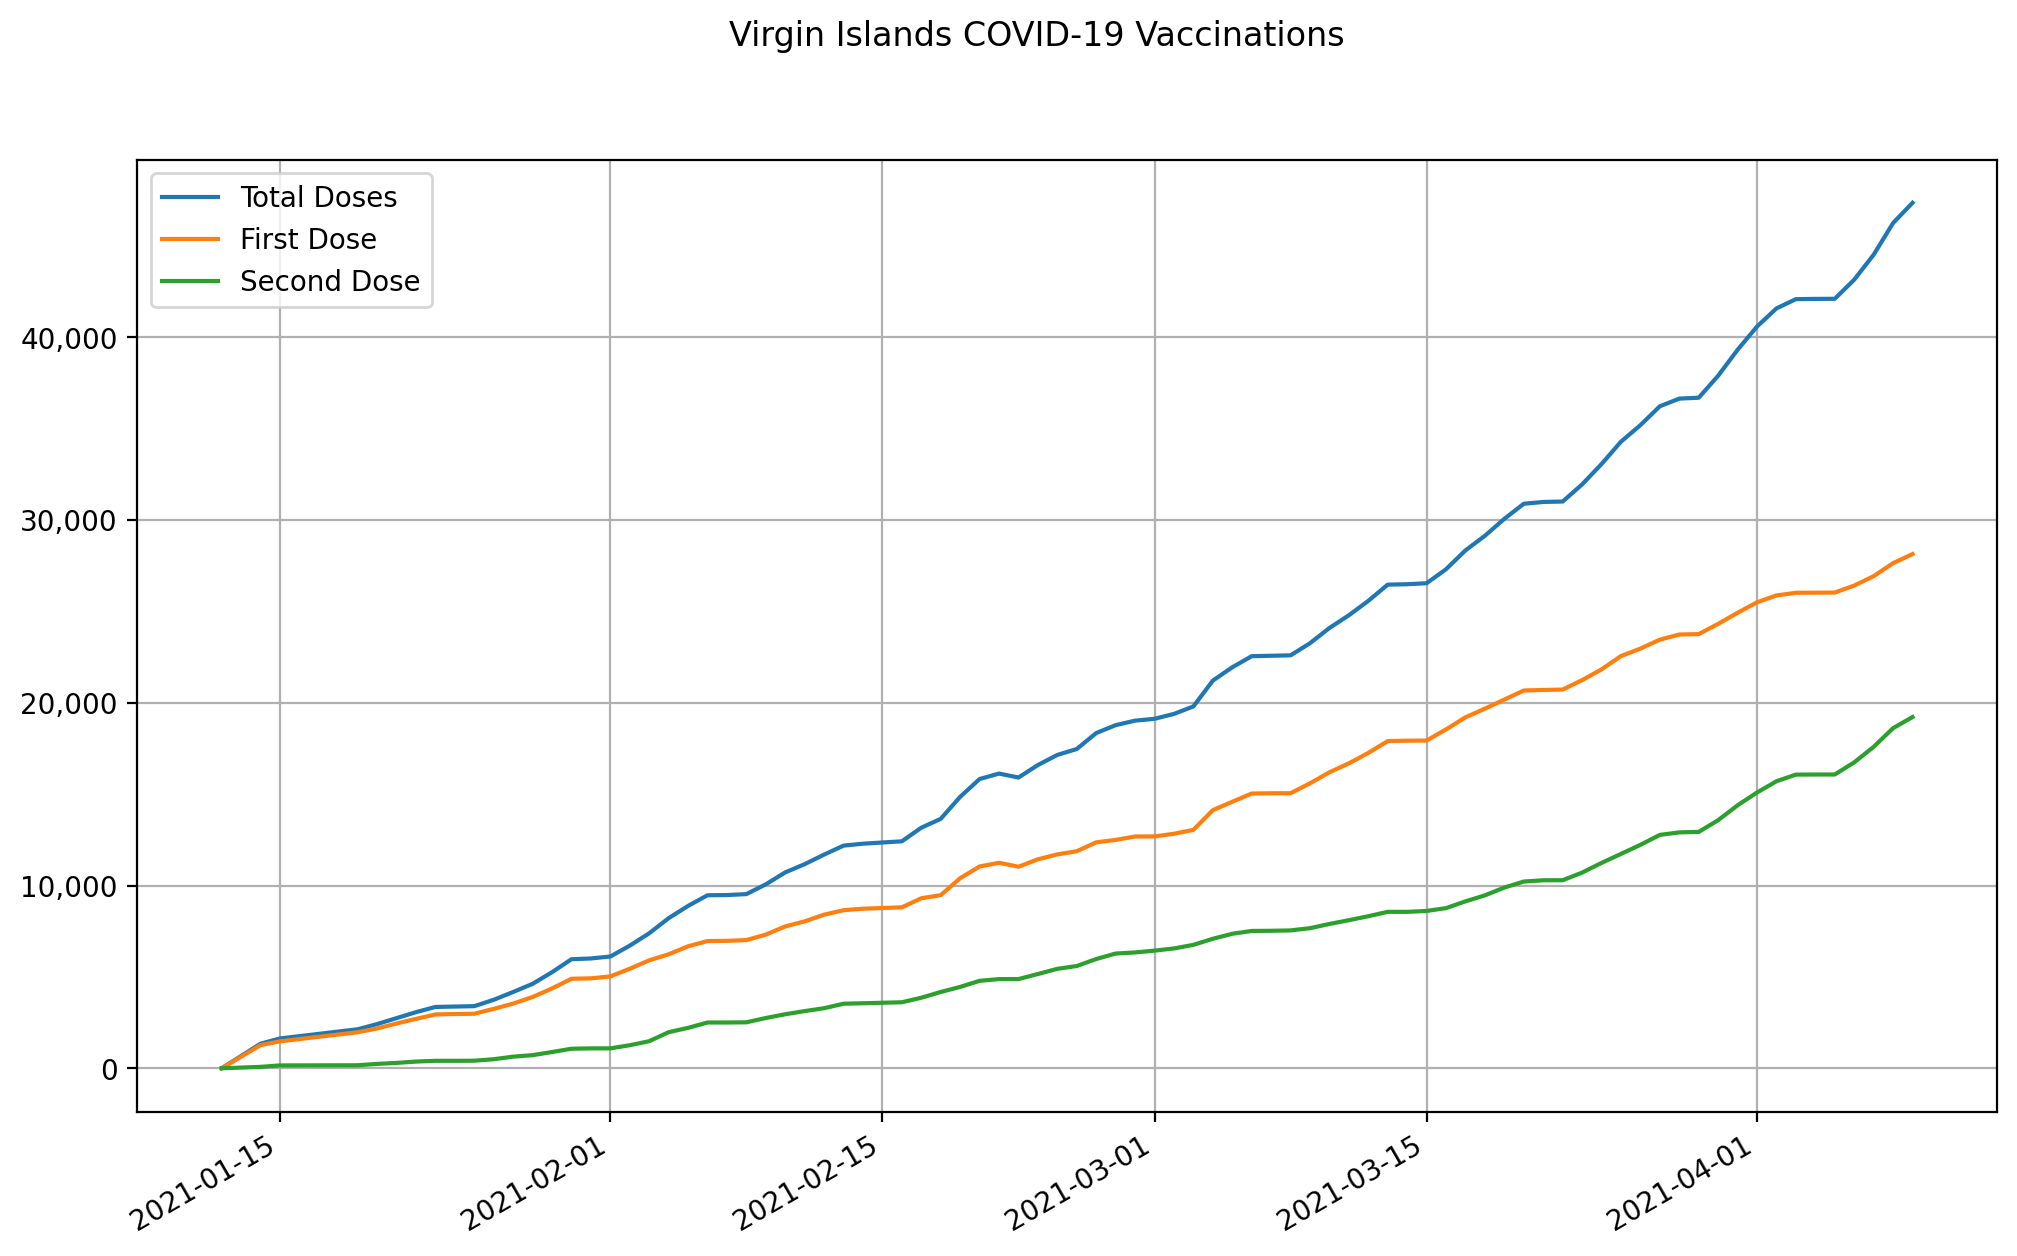 Virgin Islands COVID-19 Vaccinations
Total Doses
First Dose
Second Dose
40,000
30,000
20,000
10,000
0
2021-01-15
2021-02-01
2021-02-15
2021-03-01
2021-03-15
2021-04-01